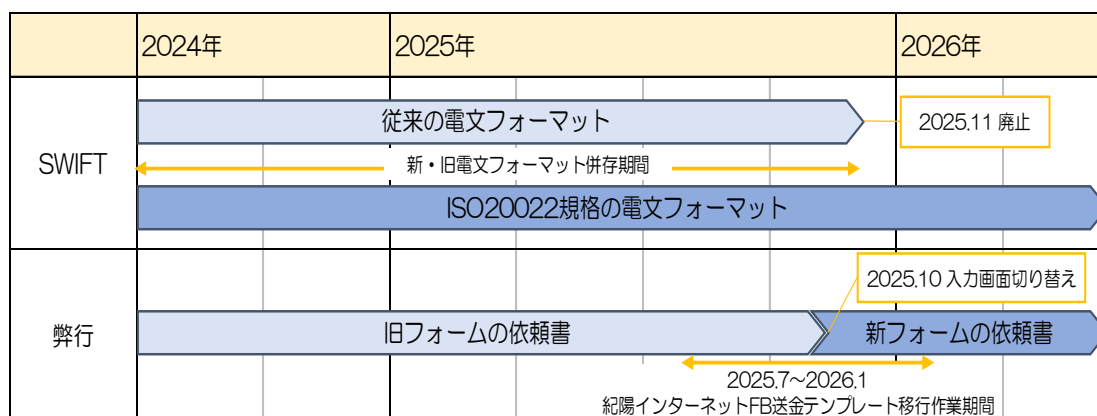 2024年
2025年
2026年
SWIFT
従来の電文フォーマット
2025.11 廃止
新・旧電文フォーマット併存期間
ISO20022規格の電文フォーマット
弊行
2025.10 入力画面切り替え
旧フォームの依頼書
新フォームの依頼書
2025.7~2026.1
紀陽インターネットFB送金テンプレート移行作業期間